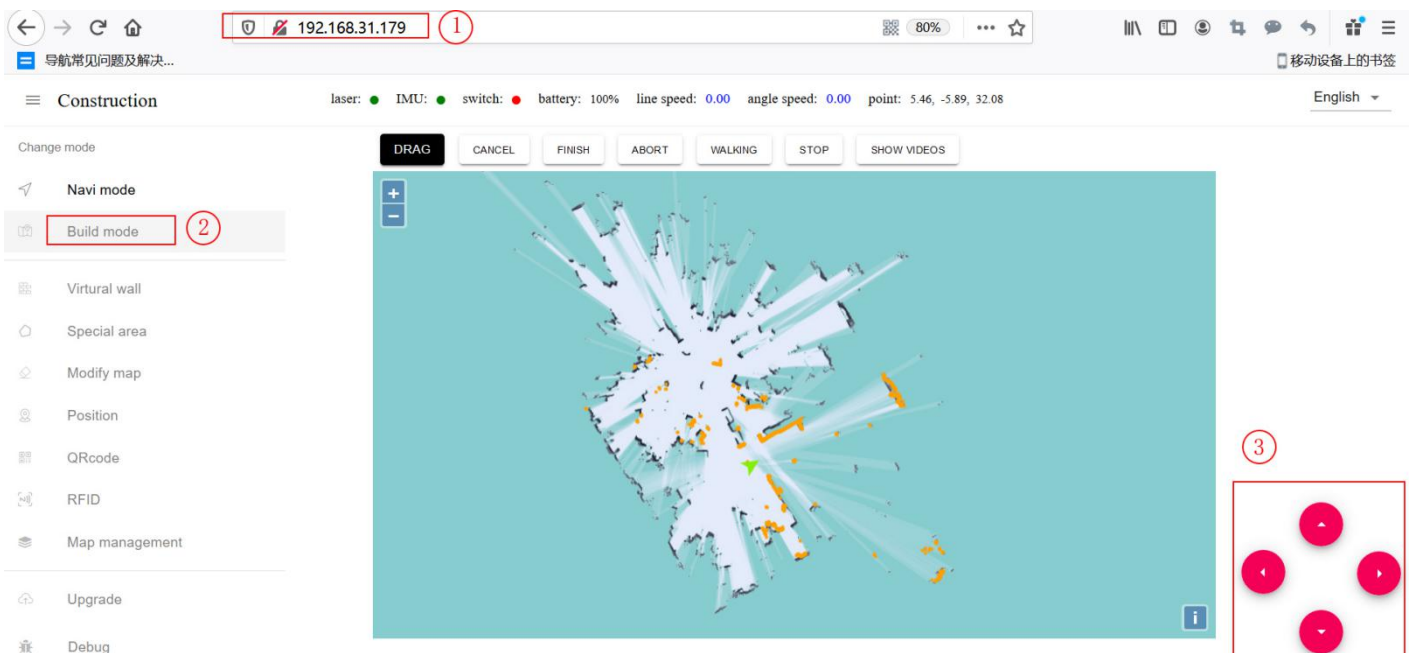 192.168.31.179 ① 80%
导航常见问题及解决... 移动设备上的书签
Construction laser: IMU: switch: battery: 100% line speed: 0.00 angle speed: 0.00 point: 5.46, -5.89, 32.08 English
Change mode DRAG CANCEL FINISH ABORT WALKING STOP SHOW VIDEOS
+
−
Navi mode
Build mode ②
Virtural wall
Special area
Modify map
Position
QRcode
③
RFID
Map management
Upgrade
i
Debug